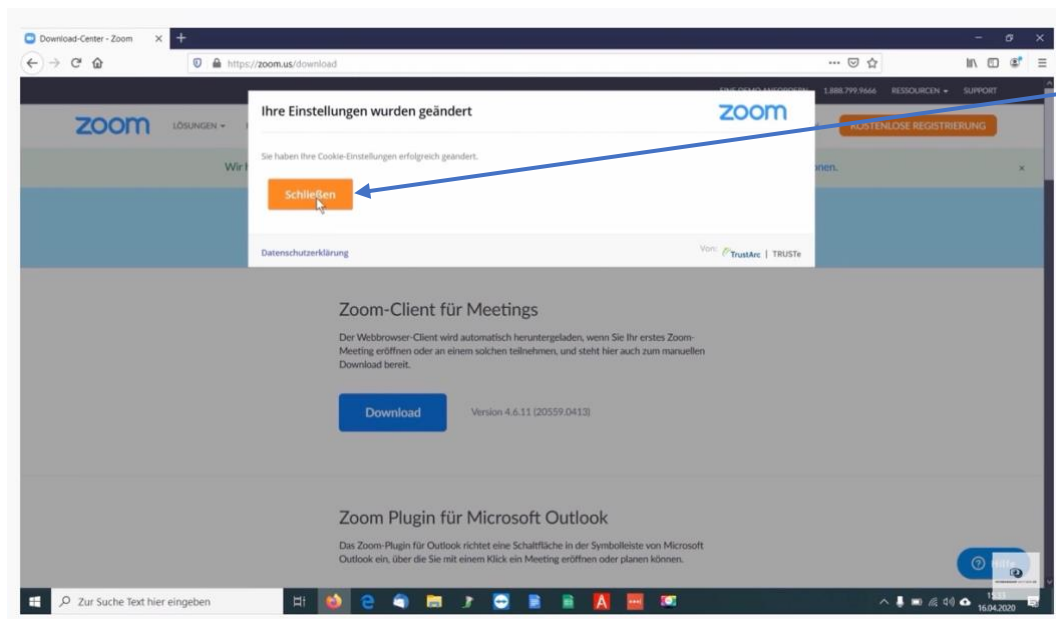 Download-Center - Zoom
https://zoom.us/download
1.888.799.9666 RESSOURCEN SUPPORT
zoom LÖSUNGEN KOSTENLOSE REGISTRIERUNG
Ihre Einstellungen wurden geändert zoom
Wir
Sie haben Ihre Cookie-Einstellungen erfolgreich geändert.
Schließen
Datenschutzerklärung Von: TrustArc | TRUSTe
Zoom-Client für Meetings
Der Webbrowser-Client wird automatisch heruntergeladen, wenn Sie Ihr erstes Zoom-
Meeting eröffnen oder an einem solchen teilnehmen, und steht hier auch zum manuellen
Download bereit.
Download Version 4.6.11 (20559.0413)
Zoom Plugin für Microsoft Outlook
Das Zoom-Plugin für Outlook richtet eine Schaltfläche in der Symbolleiste von Microsoft
Outlook ein, über die Sie mit einem Klick ein Meeting eröffnen oder planen können.
Zur Suche Text hier eingeben
16.04.2020